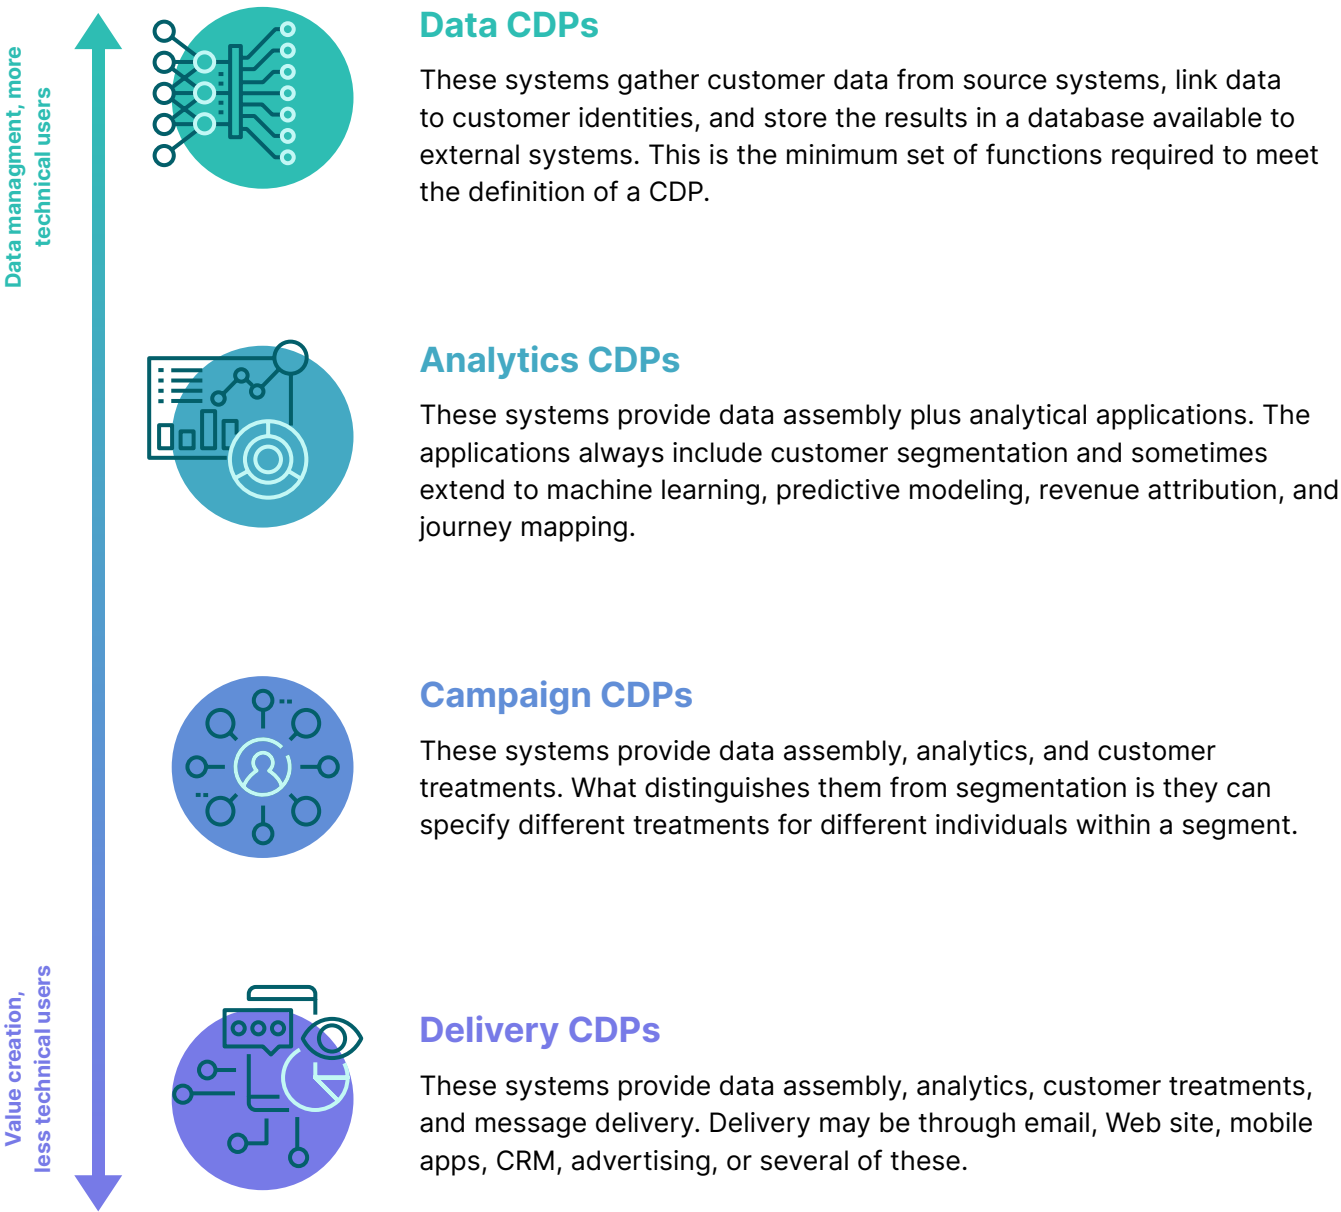 Data managment, more
technical users
Data CDPs
These systems gather customer data from source systems, link data
to customer identities, and store the results in a database available to
external systems. This is the minimum set of functions required to meet
the definition of a CDP.
Analytics CDPs
These systems provide data assembly plus analytical applications. The
applications always include customer segmentation and sometimes
extend to machine learning, predictive modeling, revenue attribution, and
journey mapping.
Campaign CDPs
These systems provide data assembly, analytics, and customer
treatments. What distinguishes them from segmentation is they can
specify different treatments for different individuals within a segment.
Value creation,
less technical users
Delivery CDPs
These systems provide data assembly, analytics, customer treatments,
and message delivery. Delivery may be through email, Web site, mobile
apps, CRM, advertising, or several of these.